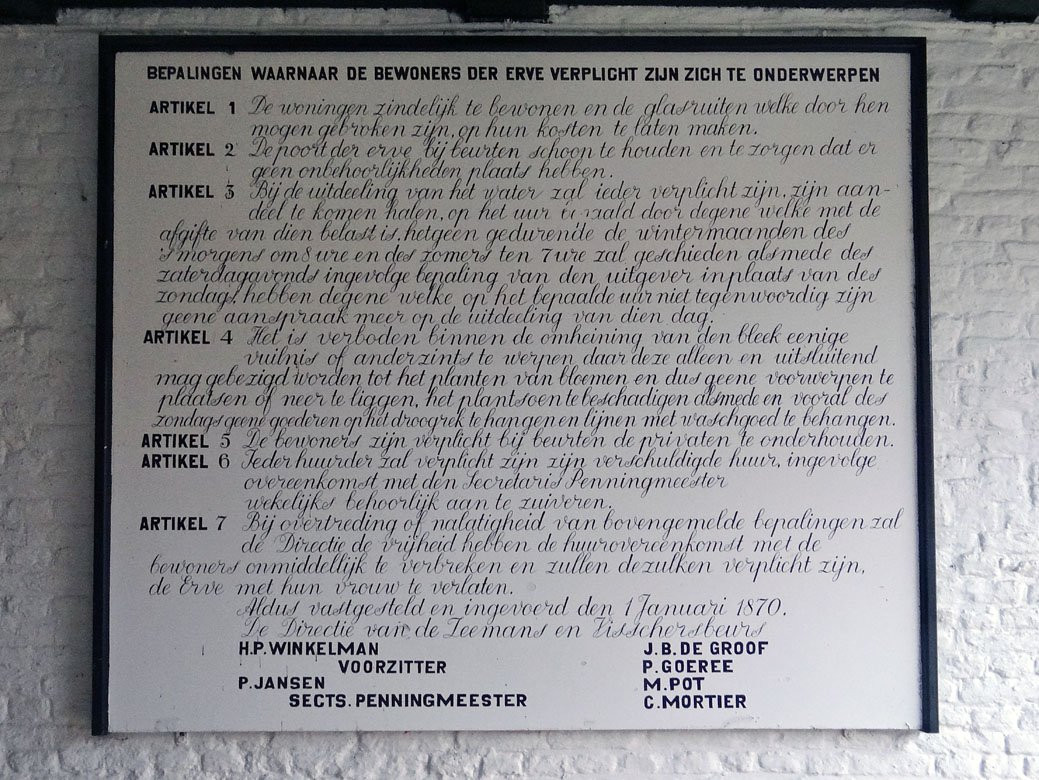 BEPALINGEN WAARNAAR DE BEWONERS DER ERVE VERPLICHT ZIJN ZICH TE ONDERWERPEN
ARTIKEL 1 De woningen zindelijk te bewonen en de glasruiten welke door hen
mogen gebroken zijn, op hun kosten te laten maken.
ARTIKEL 2 De poort der erve bij beurten schoon te houden en te zorgen dat er
geen onbehoorlijkheden plaats hebben.
ARTIKEL 3 Bij de uitdeeling van het water zal ieder verplicht zijn, zijn aan-
deel te komen halen, op het uur door degene welke met de
afgifte van dien belast is, hetgeen gedurende de wintermaanden des
's morgens om 8 ure en des zomers ten 7 ure zal geschieden alsmede des
zaterdagavonds ingevolge bepaling van den uitgever inplaats van des
zondags, hebben degene welke op het bepaalde uur niet tegenwoordig zijn
geene aanspraak meer op de uitdeeling van dien dag.
ARTIKEL 4 Het is verboden binnen de omheining van den bleek eenige
vuilnis of anderzints te werpen daar deze alleen en uitsluitend
mag gebezigd worden tot het planten van bloemen en dus geene voorwerpen te
plaatsen of neer te liggen, het plantsoen te beschadigen alsmede en vooral des
zondags geene goederen op het droogrek te hangen en lijnen met waschgoed te behangen.
ARTIKEL 5 De bewoners zijn verplicht bij beurten de privaten te onderhouden.
ARTIKEL 6 Ieder huurder zal verplicht zijn zijn verschuldigde huur, ingevolge
overeenkomst met den Secretaris Penningmeester
wekelijks behoorlijk aan te zuiveren.
ARTIKEL 7 Bij overtreding of nalatigheid van bovengemelde bepalingen zal
de Directie de vrijheid hebben de huurovereenkomst met de
bewoners onmiddellijk te verbreken en zullen dezulken verplicht zijn,
de Erve met hun vrouw te verlaten.
Aldus vastgesteld en ingevoerd den 1 Januari 1870.
De Directie van de Zeemans en Visschersbeurs
H.P. WINKELMAN J.B. DE GROOF
VOORZITTER P. GOEREE
P. JANSEN M. POT
SECTS. PENNINGMEESTER C. MORTIER